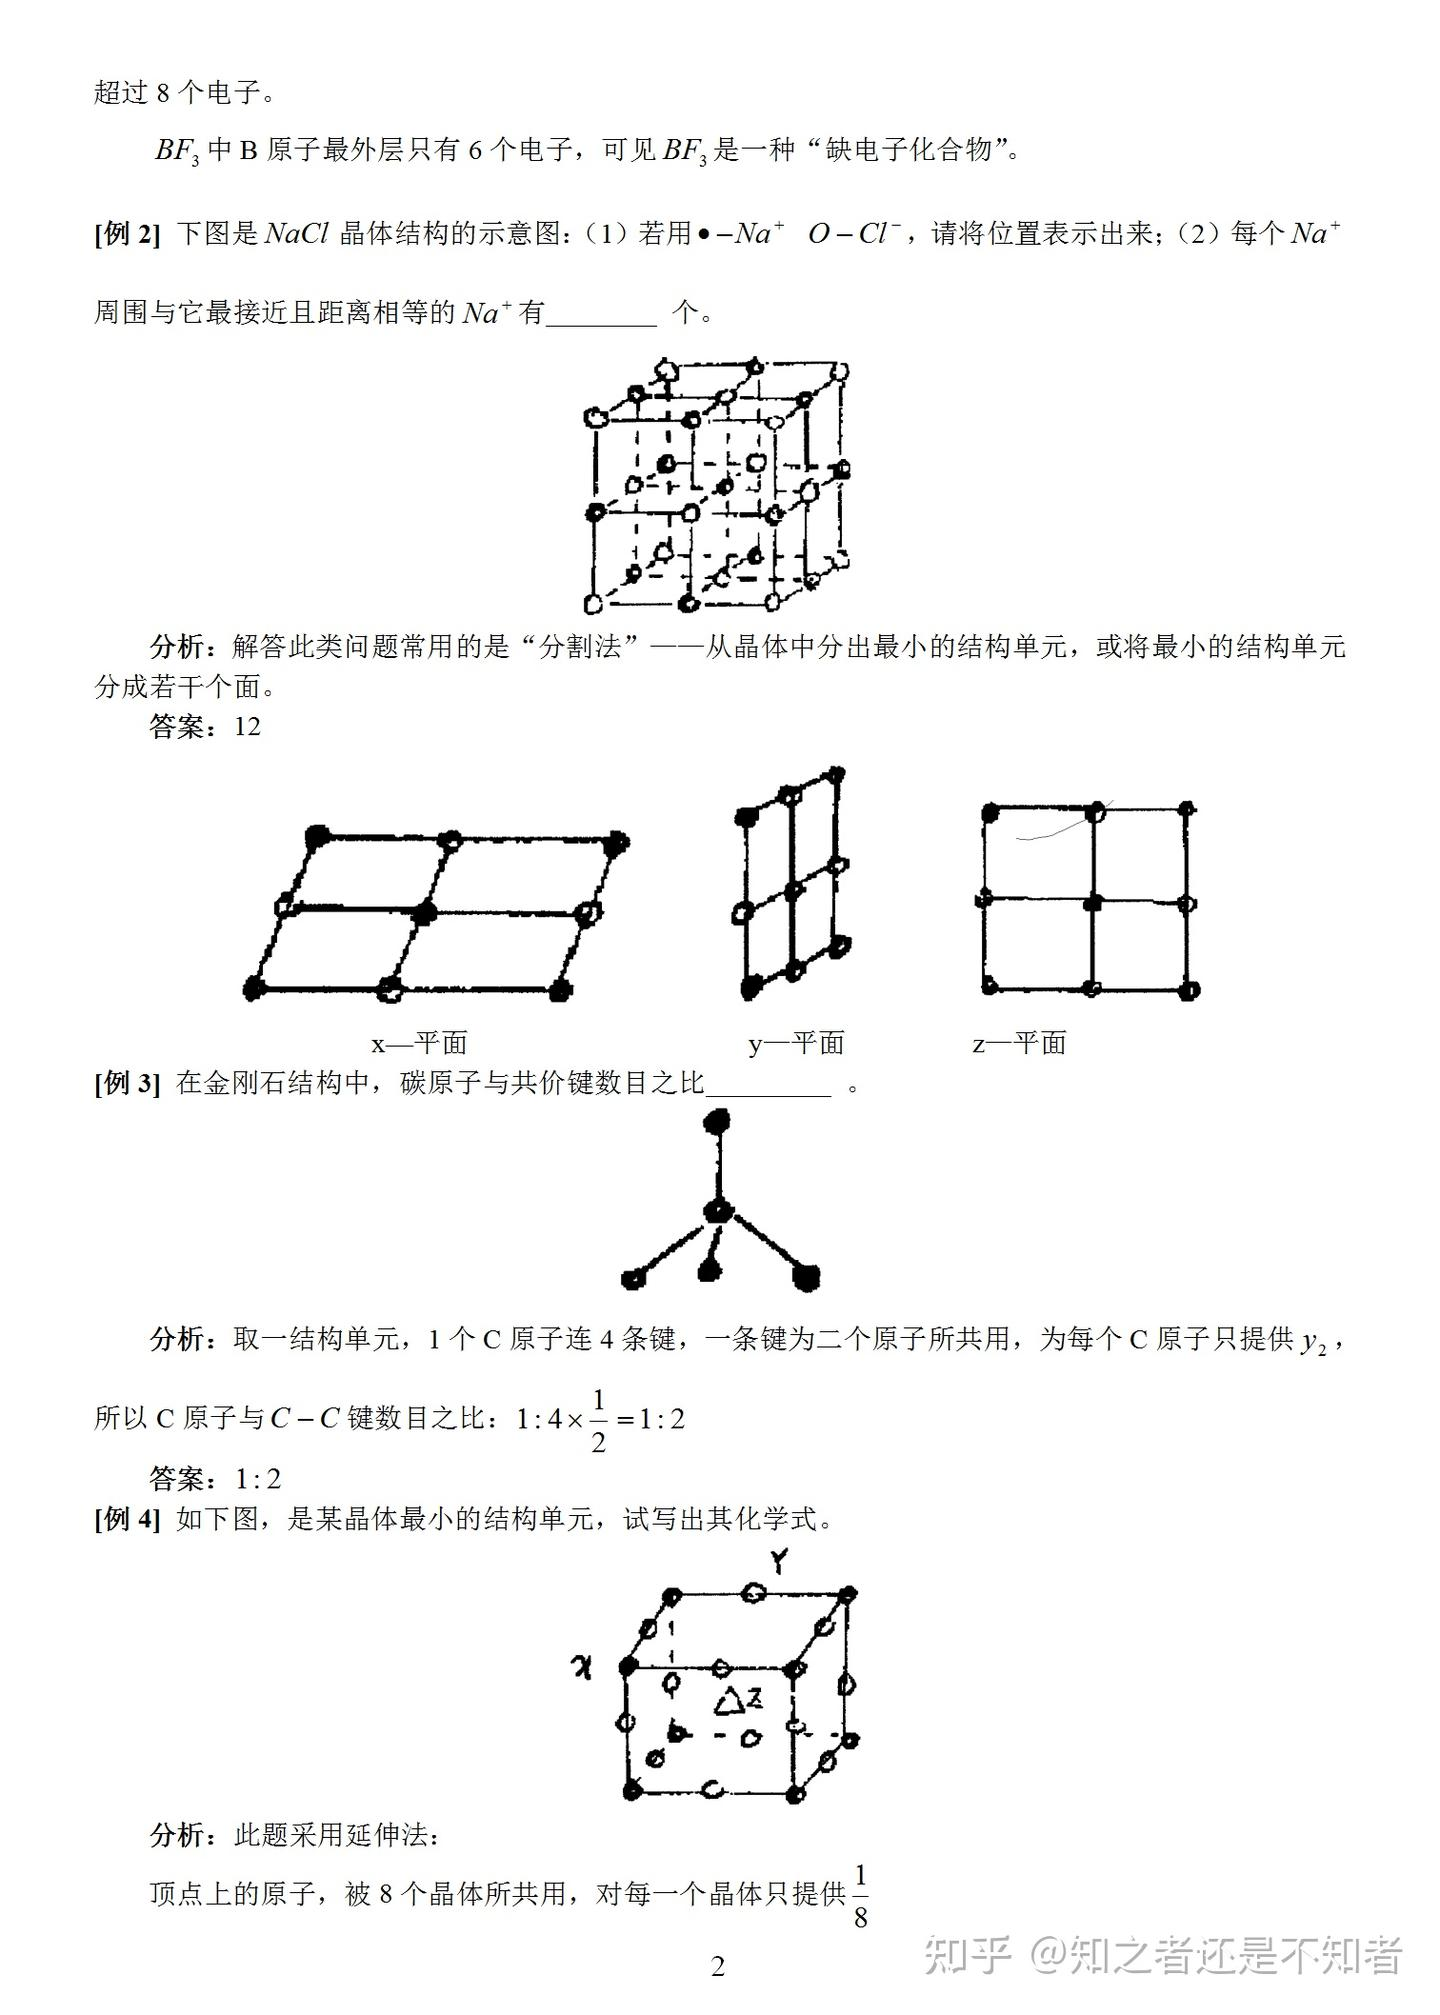 超过 8 个电子。
BF₃ 中 B 原子最外层只有 6 个电子，可见 BF₃ 是一种“缺电子化合物”。
[例 2] 下图是 NaCl 晶体结构的示意图：（1）若用 •－Na⁺ O－Cl⁻，请将位置表示出来；（2）每个 Na⁺
周围与它最接近且距离相等的 Na⁺ 有________ 个。
分析：解答此类问题常用的是“分割法”——从晶体中分出最小的结构单元，或将最小的结构单元
分成若干个面。
答案：12
x—平面 y—平面 z—平面
[例 3] 在金刚石结构中，碳原子与共价键数目之比_________ 。
分析：取一结构单元，1 个 C 原子连 4 条键，一条键为二个原子所共用，为每个 C 原子只提供 y₂，
所以 C 原子与 C－C 键数目之比：1:4×1/2=1:2
答案：1:2
[例 4] 如下图，是某晶体最小的结构单元，试写出其化学式。
Y
X
Z
分析：此题采用延伸法：
顶点上的原子，被 8 个晶体所共用，对每一个晶体只提供 1/8
2
知乎 @知之者还是不知者